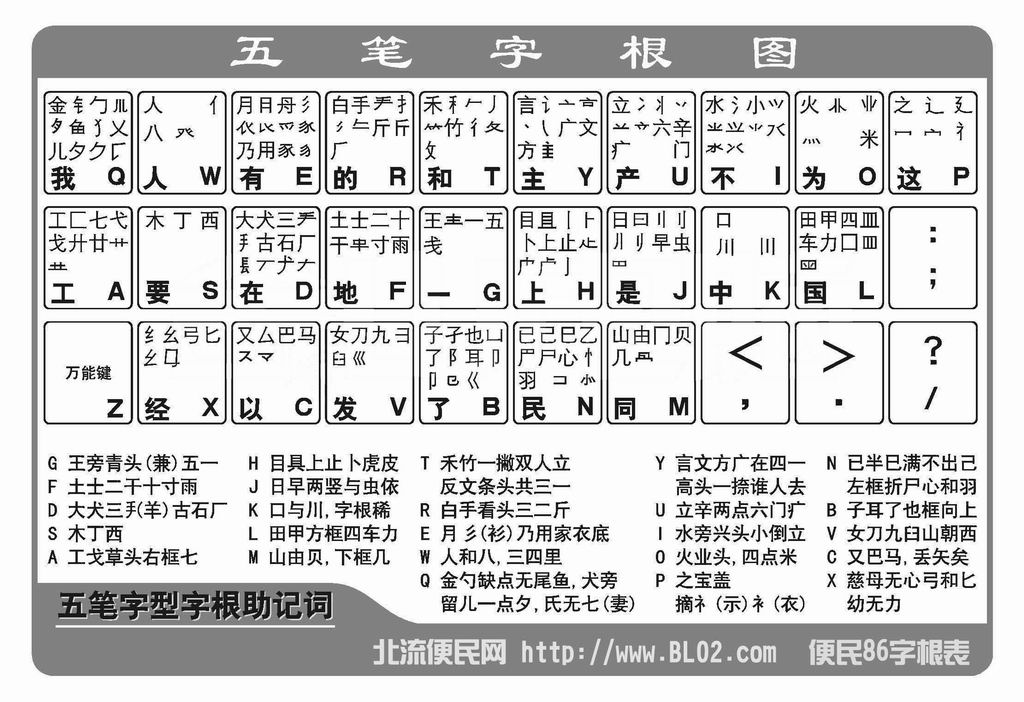 五笔字根图
金钅勹
鱼犭乂
儿夕
我 Q
人 亻
八
人 W
月日丹彡
乃用家豸
有 E
白手扌
斤
厂
的 R
禾
竹彳夂
攵
和 T
言讠亠
丶广文
方
主 Y
立冫丬
六辛
疒 门
产 U
水氵小
不 I
火 业
灬 米
为 O
之辶廴
冖宀礻
这 P
工匚七弋
戈廾廿艹
工 A
木丁西
要 S
大犬三
古石厂
在 D
土士二十
干寸雨
地 F
王一五
戋
一 G
目且丨
卜上止
上 H
日曰刂
早虫
是 J
口
川
中 K
田甲四皿
车力囗
囯 L
:
;
万能键
Z
纟幺弓匕
经 X
又厶巴马
以 C
女刀九彐
臼巛
发 V
子孑也凵
了阝耳卩
巜
了 B
已己巳乙
尸心忄
羽
民 N
山由冂贝
几
同 M
<
,
>
.
?
/
G 王旁青头(兼)五一 H 目具上止卜虎皮 T 禾竹一撇双人立 Y 言文方广在四一 N 已半巳满不出己
F 土士二干十寸雨 J 日早两竖与虫依 反文条头共三一 高头一捺谁人去 左框折尸心和羽
D 大犬三(羊)古石厂 K 口与川,字根稀 R 白手看头三二斤 U 立辛两点六门疒 B 子耳了也框向上
S 木丁西 L 田甲方框四车力 E 月彡(衫)乃用家衣底 I 水旁兴头小倒立 V 女刀九臼山朝西
A 工戈草头右框七 M 山由贝,下框几 W 人和八,三四里 O 火业头,四点米 C 又巴马,丢矢矣
Q 金勺缺点无尾鱼,犬旁 P 之宝盖 X 慈母无心弓和匕
留儿一点夕,氏无七(妻) 摘礻(示)衤(衣) 幼无力
五笔字型字根助记词
北流便民网 http://www.BL02.com 便民86字根表